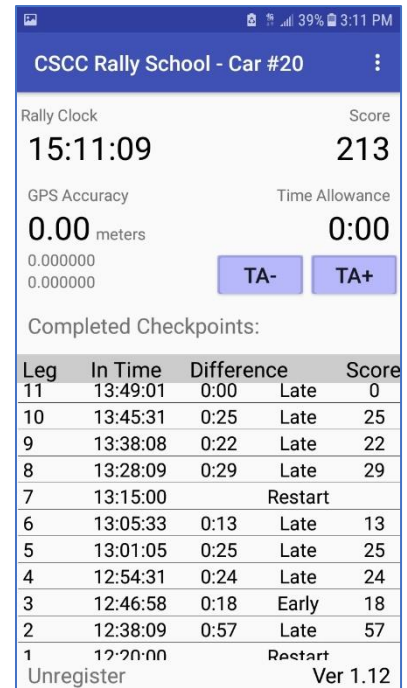 39% 3:11 PM
CSCC Rally School - Car #20
Rally Clock Score
15:11:09 213
GPS Accuracy Time Allowance
0.00 meters 0:00
0.000000
0.000000
TA- TA+
Completed Checkpoints:
Leg In Time Difference Score
11 13:49:01 0:00 Late 0
10 13:45:31 0:25 Late 25
9 13:38:08 0:22 Late 22
8 13:28:09 0:29 Late 29
7 13:15:00 Restart
6 13:05:33 0:13 Late 13
5 13:01:05 0:25 Late 25
4 12:54:31 0:24 Late 24
3 12:46:58 0:18 Early 18
2 12:38:09 0:57 Late 57
1 12:20:00 Restart
Unregister Ver 1.12